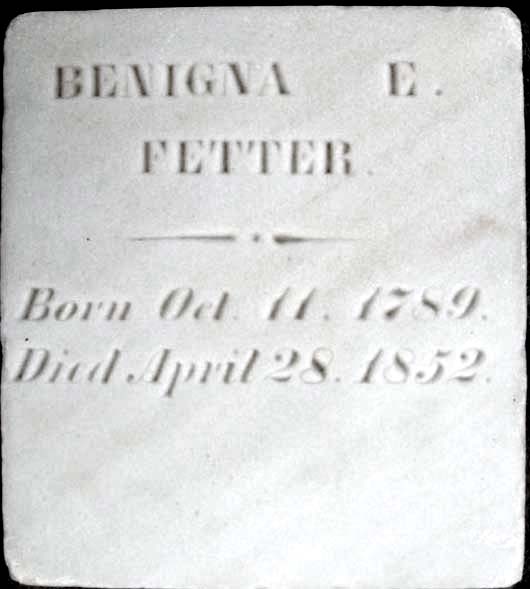 BENIGNA E.
FETTER.
Born Oct. 11. 1789.
Died April 28. 1852.